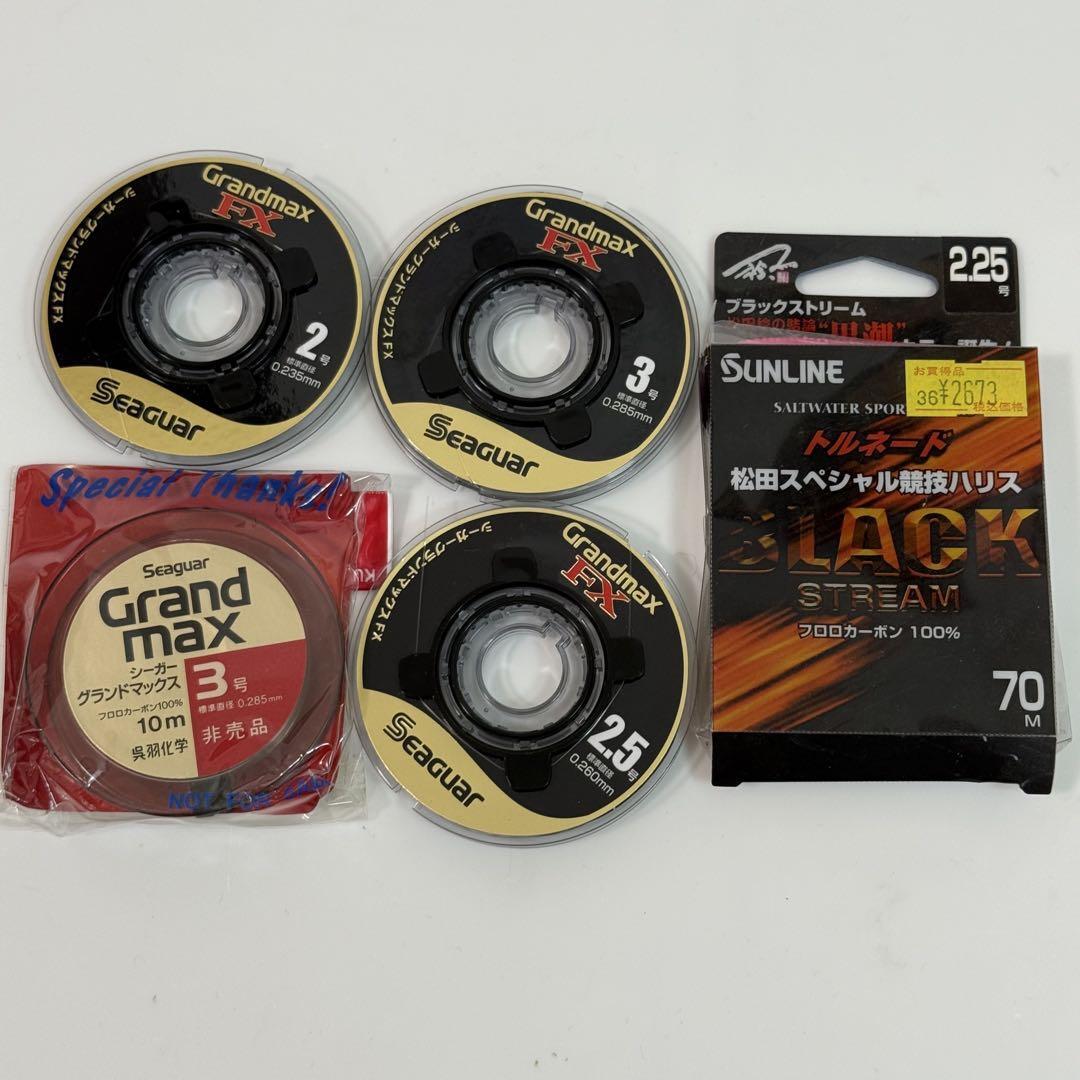 Grandmax
FX
シーガーグランドマックスFX
2号
標準直径
0.235mm
Seaguar
Grandmax
FX
シーガーグランドマックスFX
3号
標準直径
0.285mm
Seaguar
2.25号
ブラックストリーム
"黒潮"
SUNLINE
お買得品
36 ¥2673
税込価格
SALTWATER SPOR
トルネード
松田スペシャル競技ハリス
BLACK
STREAM
フロロカーボン 100%
70M
Special Thanks!
Seaguar
Grand
max
シーガー
グランドマックス
フロロカーボン100%
10m
呉羽化学
3号
標準直径 0.285mm
非売品
NOT FOR SALE
Grandmax
FX
シーガーグランドマックスFX
2.5号
標準直径
0.260mm
Seaguar